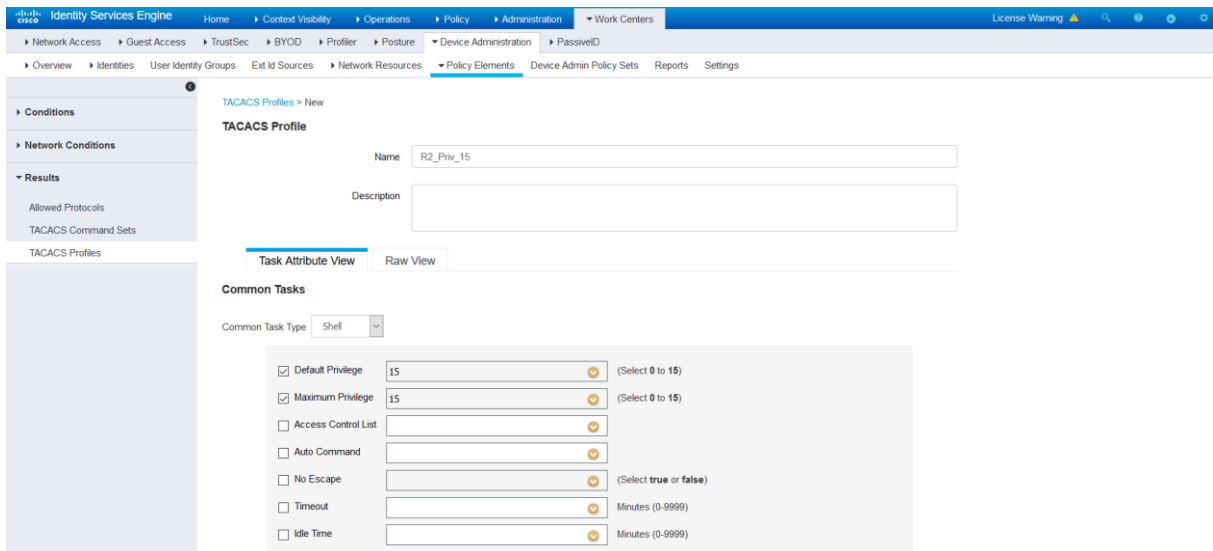 cisco Identity Services Engine Home Context Visibility Operations Policy Administration Work Centers License Warning
Network Access Guest Access TrustSec BYOD Profiler Posture Device Administration PassiveID
Overview Identities User Identity Groups Ext Id Sources Network Resources Policy Elements Device Admin Policy Sets Reports Settings
Conditions
Network Conditions
Results
Allowed Protocols
TACACS Command Sets
TACACS Profiles
TACACS Profiles > New
TACACS Profile
Name R2_Priv_15
Description
Task Attribute View Raw View
Common Tasks
Common Task Type Shell
Default Privilege 15 (Select 0 to 15)
Maximum Privilege 15 (Select 0 to 15)
Access Control List
Auto Command
No Escape (Select true or false)
Timeout Minutes (0-9999)
Idle Time Minutes (0-9999)